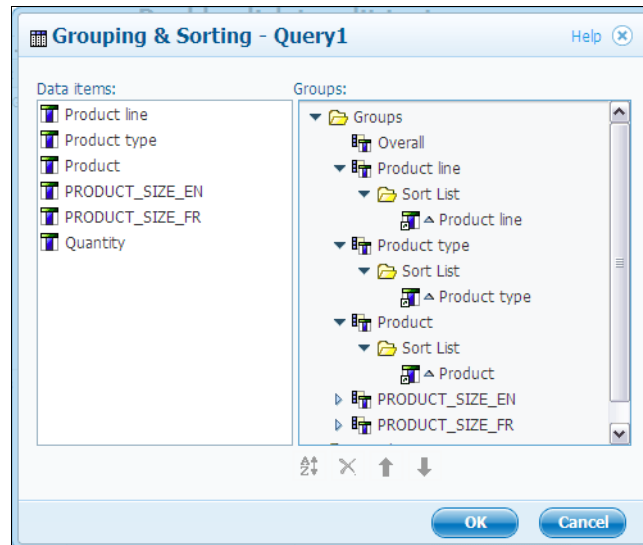 Grouping & Sorting - Query1
Help
Data items:
Groups:
Product line
Product type
Product
PRODUCT_SIZE_EN
PRODUCT_SIZE_FR
Quantity
Groups
Overall
Product line
Sort List
Product line
Product type
Sort List
Product type
Product
Sort List
Product
PRODUCT_SIZE_EN
PRODUCT_SIZE_FR
OK
Cancel